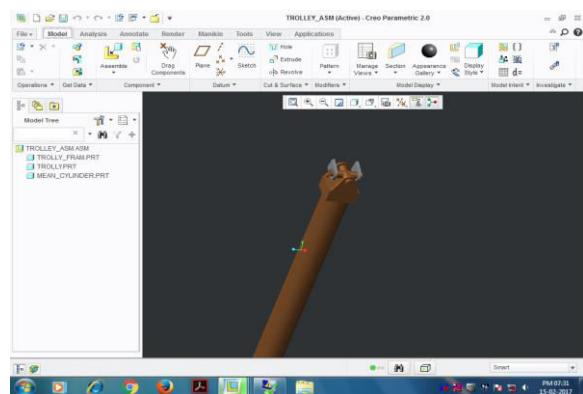 TROLLEY_ASM (Active) - Creo Parametric 2.0
File Model Analysis Annotate Render Manikin Tools View Applications
Hole
Extrude
Revolve
Assemble
Drag Components
Plane
Sketch
Pattern
Manage Views
Section
Appearance Gallery
Display Style
d=
Operations Get Data Component Datum Cut & Surface Modifiers Model Display Model Intent Investigate
Model Tree
TROLLEY_ASM.ASM
TROLLY_FRAM.PRT
TROLLY.PRT
MEAN_CYLINDER.PRT
Smart
PM 07:31
15-02-2017